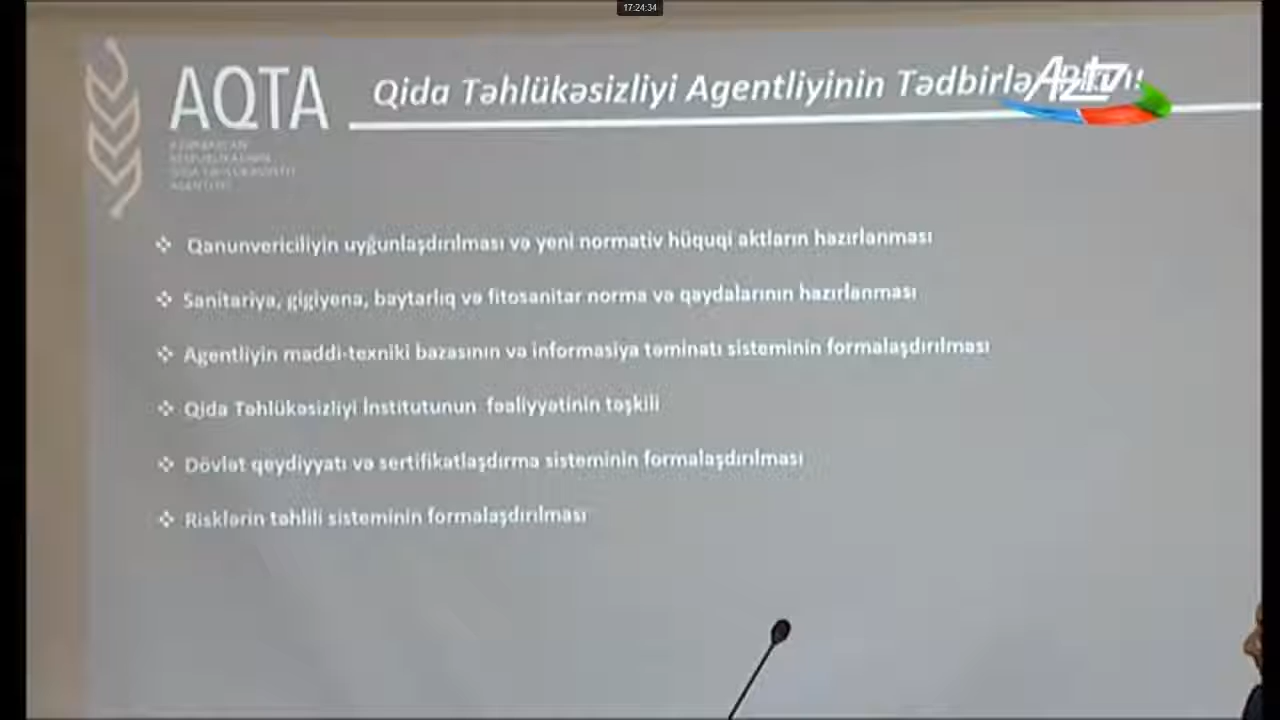 17:24:34
AQTA
Qida Təhlükəsizliyi Agentliyinin Tədbirlər Planı
AzTV
AZƏRBAYCAN
RESPUBLİKASININ
QİDA TƏHLÜKƏSİZLİYİ
AGENTLİYİ
❖ Qanunvericiliyin uyğunlaşdırılması və yeni normativ hüquqi aktların hazırlanması
❖ Sanitariya, gigiyena, baytarlıq və fitosanitar norma və qaydalarının hazırlanması
❖ Agentliyin maddi-texniki bazasının və informasiya təminatı sisteminin formalaşdırılması
❖ Qida Təhlükəsizliyi İnstitutunun fəaliyyətinin təşkili
❖ Dövlət qeydiyyatı və sertifikatlaşdırma sisteminin formalaşdırılması
❖ Risklərin təhlili sisteminin formalaşdırılması